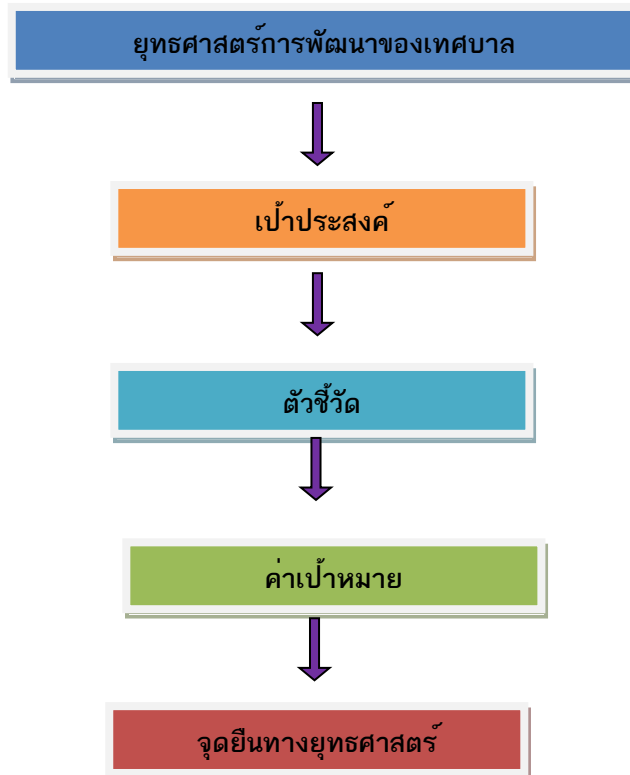 ยุทธศาสตร์การพัฒนาของเทศบาล
เป้าประสงค์
ตัวชี้วัด
ค่าเป้าหมาย
จุดยืนทางยุทธศาสตร์